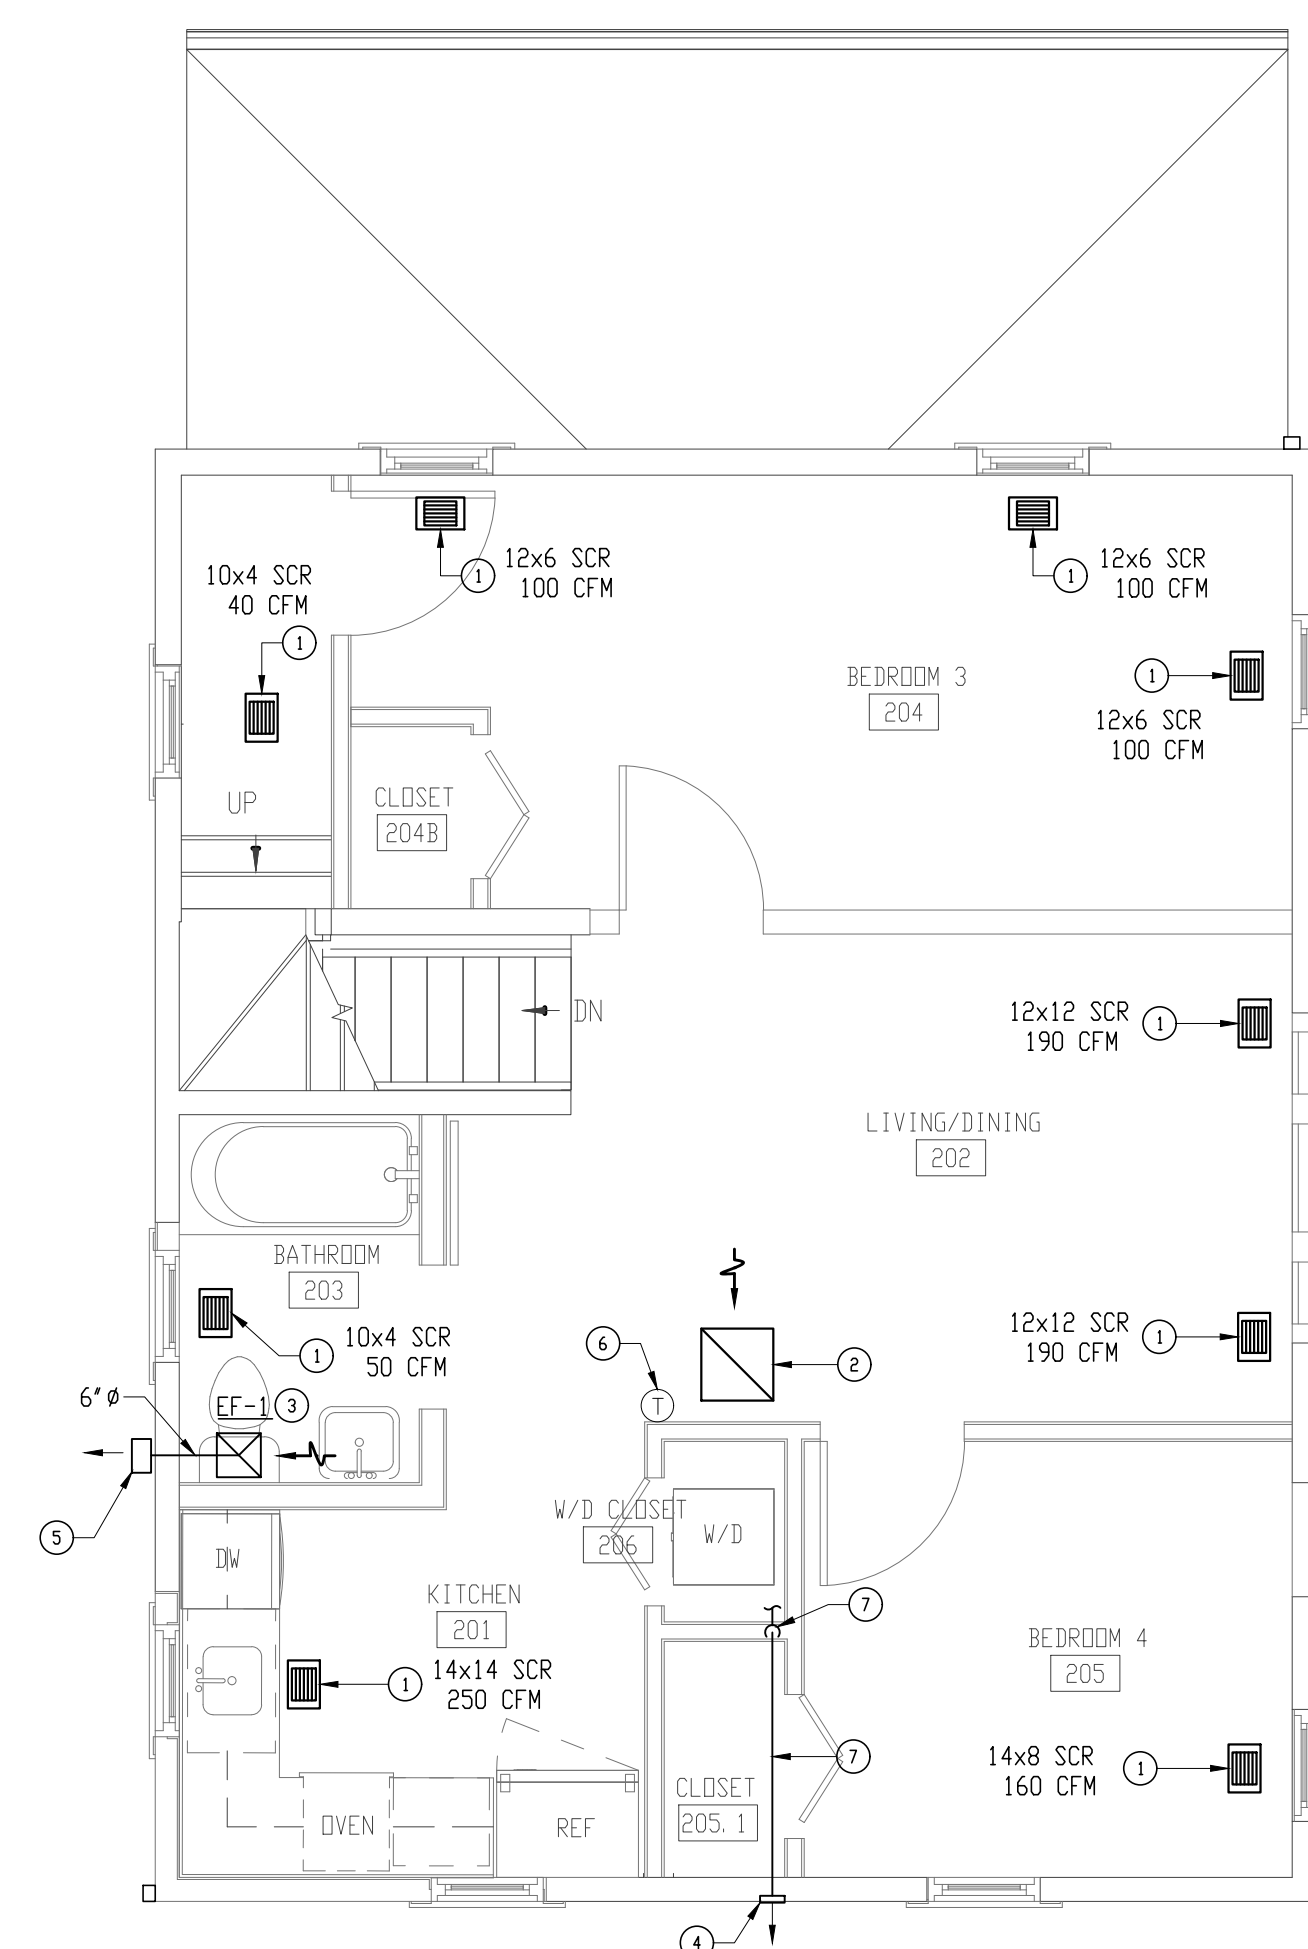 12x6 SCR
100 CFM
1
12x6 SCR
100 CFM
1
10x4 SCR
40 CFM
1
BEDROOM 3
204
1
12x6 SCR
100 CFM
UP
CLOSET
204B
DN
12x12 SCR
190 CFM
1
LIVING/DINING
202
BATHROOM
203
1
10x4 SCR
50 CFM
12x12 SCR
190 CFM
1
6
2
6"ø
EF-1
3
T
5
W/D CLOSET
206
W/D
DW
KITCHEN
201
7
BEDROOM 4
205
1
14x14 SCR
250 CFM
7
14x8 SCR
160 CFM
1
CLOSET
205.1
OVEN
REF
4